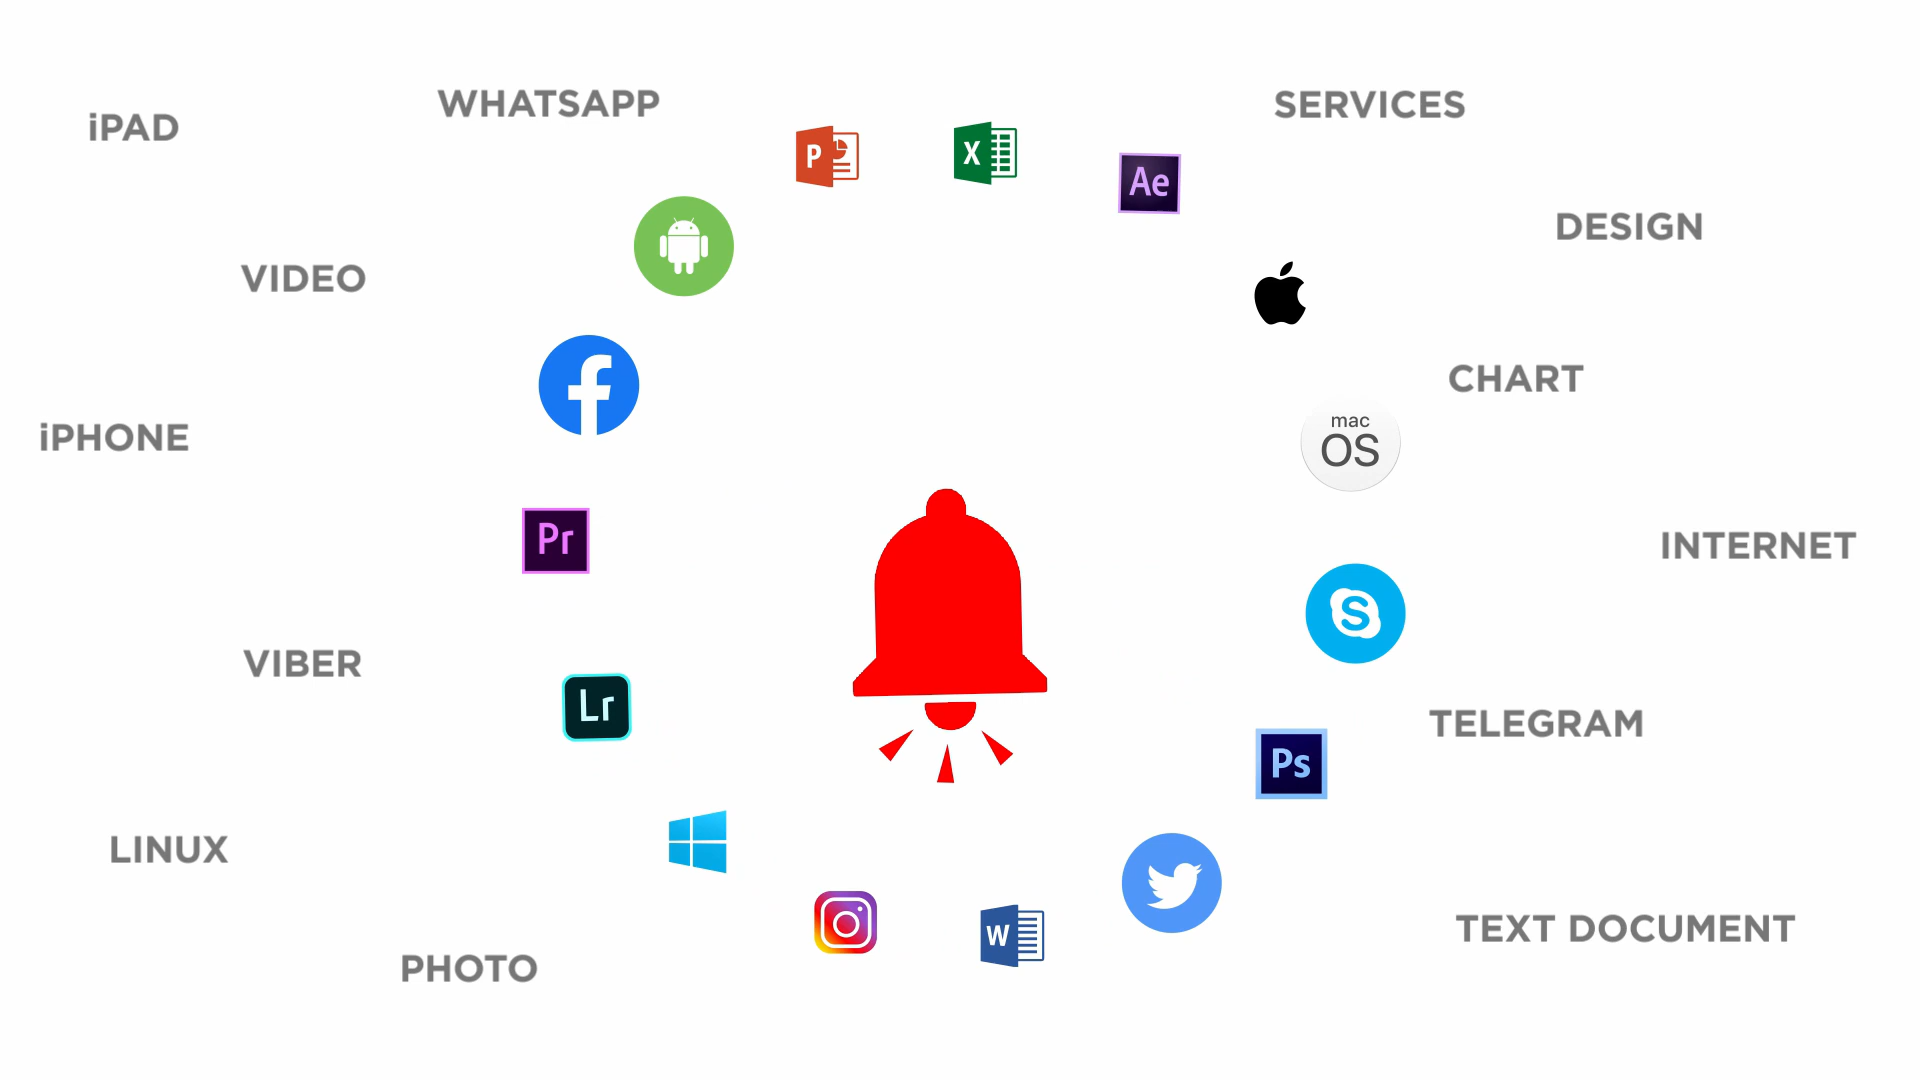 WHATSAPP
SERVICES
iPAD
P
X
Ae
DESIGN
VIDEO
CHART
mac
OS
iPHONE
Pr
INTERNET
S
VIBER
Lr
TELEGRAM
Ps
LINUX
W
TEXT DOCUMENT
PHOTO